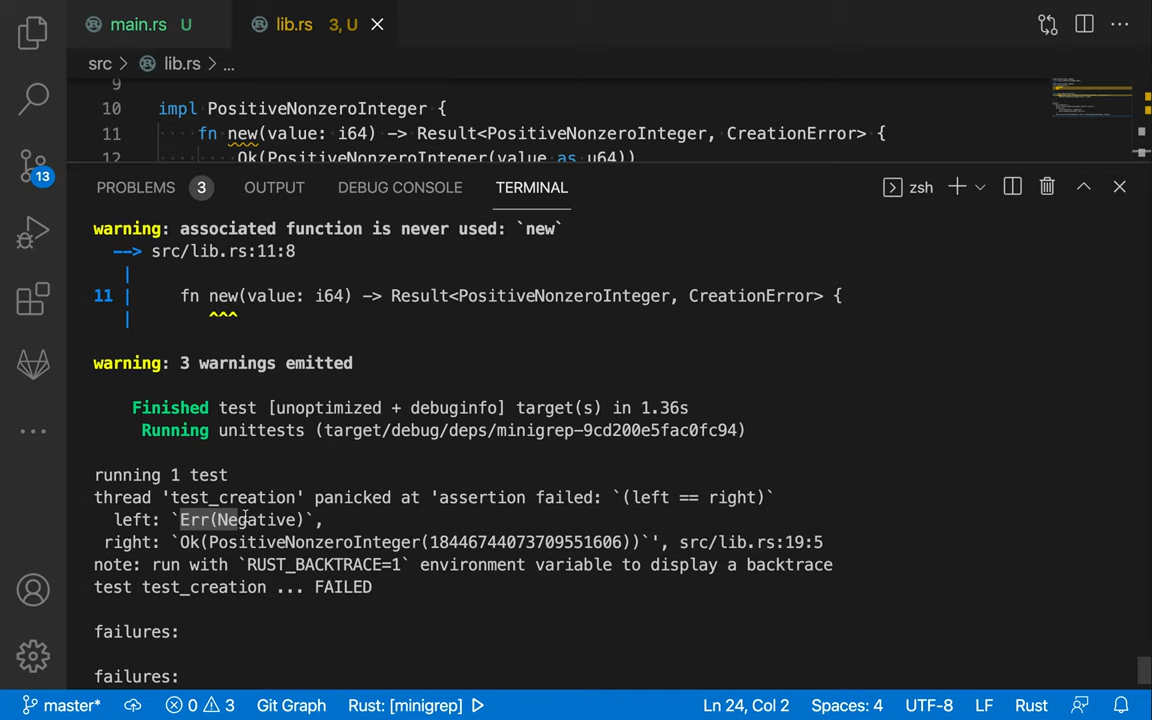 main.rs U lib.rs 3, U
src > lib.rs > ...
9
10 impl PositiveNonzeroInteger {
11 fn new(value: i64) -> Result<PositiveNonzeroInteger, CreationError> {
12 Ok(PositiveNonzeroInteger(value as u64))
13
PROBLEMS 3 OUTPUT DEBUG CONSOLE TERMINAL zsh
warning: associated function is never used: `new`
--> src/lib.rs:11:8
|
11 | fn new(value: i64) -> Result<PositiveNonzeroInteger, CreationError> {
| ^^^
warning: 3 warnings emitted
Finished test [unoptimized + debuginfo] target(s) in 1.36s
Running unittests (target/debug/deps/minigrep-9cd200e5fac0fc94)
running 1 test
thread 'test_creation' panicked at 'assertion failed: `(left == right)`
left: `Err(Negative)`,
right: `Ok(PositiveNonzeroInteger(18446744073709551606))`', src/lib.rs:19:5
note: run with `RUST_BACKTRACE=1` environment variable to display a backtrace
test test_creation ... FAILED
failures:
failures:
master* 0 3 Git Graph Rust: [minigrep] Ln 24, Col 2 Spaces: 4 UTF-8 LF Rust